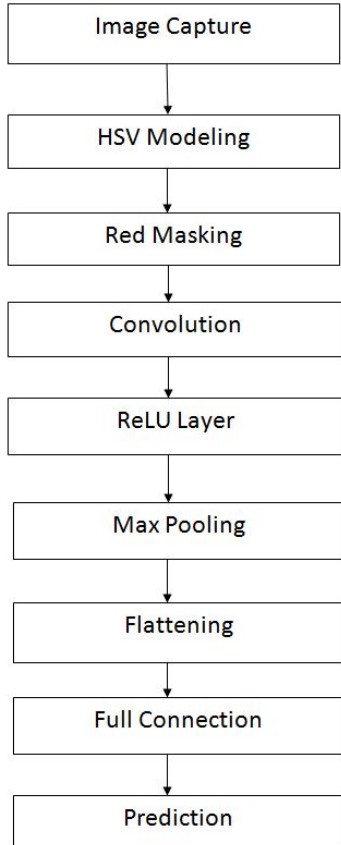 Image Capture
HSV Modeling
Red Masking
Convolution
ReLU Layer
Max Pooling
Flattening
Full Connection
Prediction